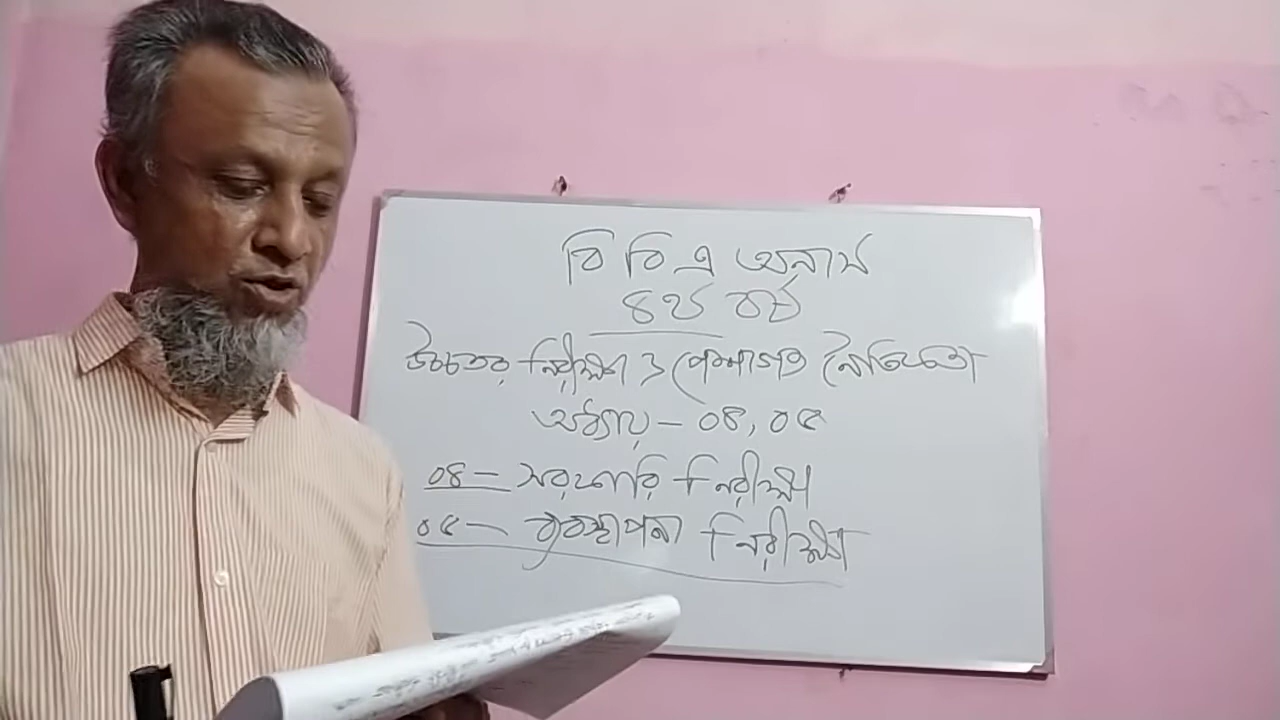 বি বি এ অনার্স
৪র্থ বর্ষ
উচ্চতর নিরীক্ষা ও পেশাগত নৈতিকতা
অধ্যায় - ০৪, ০৫
০৪ - সরকারি নিরীক্ষা
০৫ - ব্যবস্থাপনা নিরীক্ষা